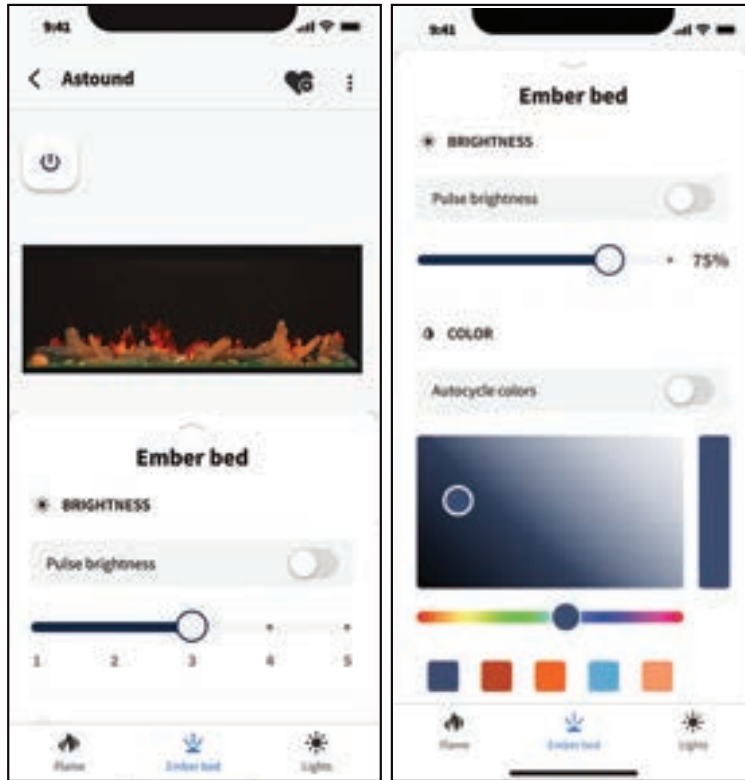 9:41
Astound
Ember bed
BRIGHTNESS
Pulse brightness
1 2 3 4 5
Flame Ember bed Lights
9:41
Ember bed
BRIGHTNESS
Pulse brightness
75%
COLOR
Autocycle colors
Flame Ember bed Lights